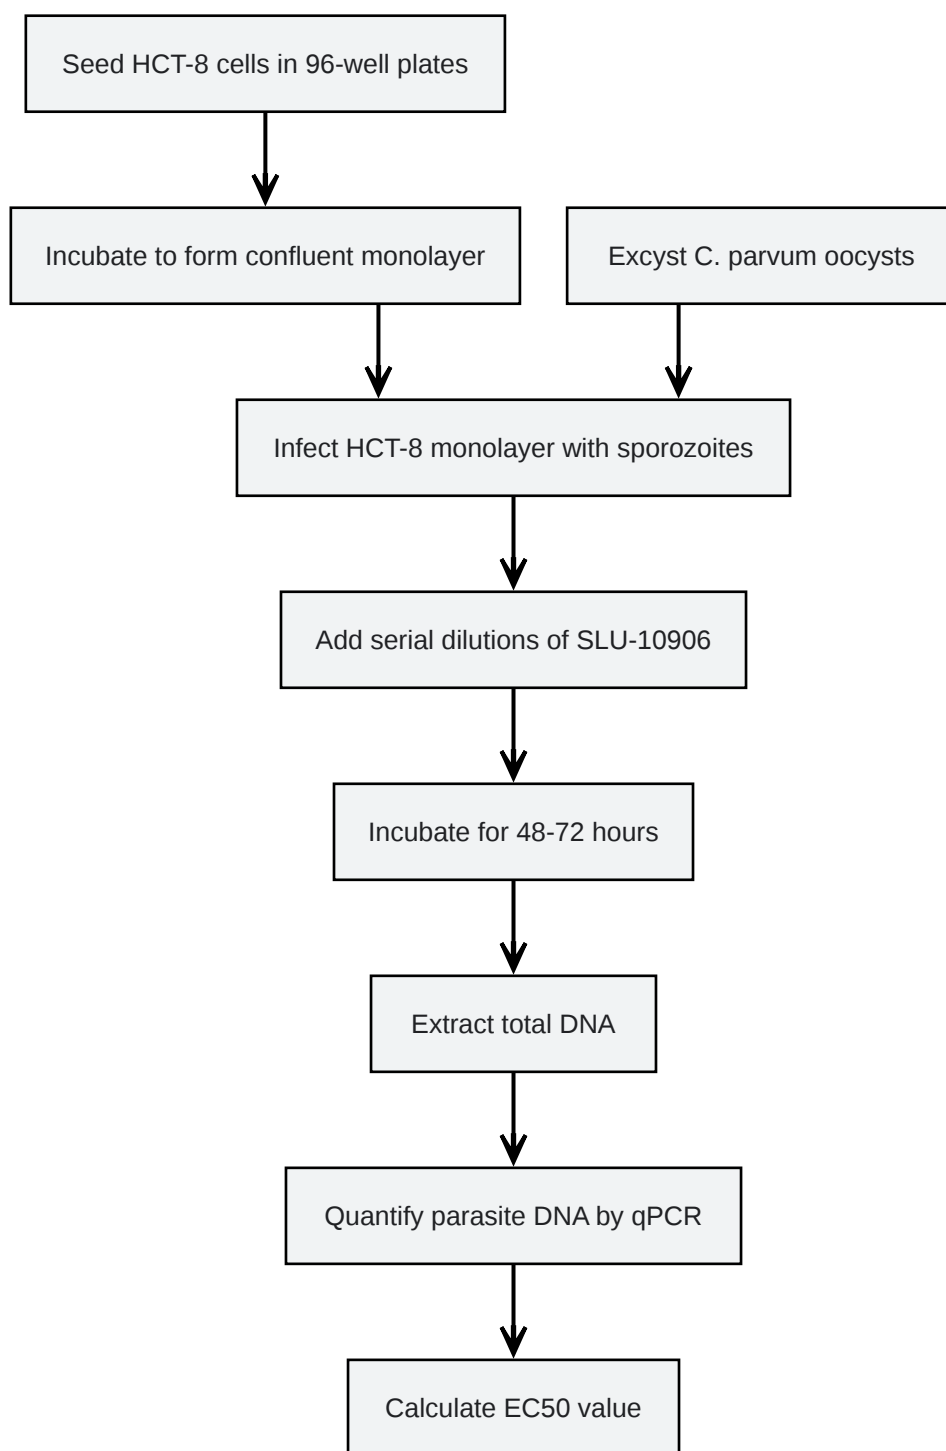 Seed HCT-8 cells in 96-well plates
Incubate to form confluent monolayer
Excyst C. parvum oocysts
Infect HCT-8 monolayer with sporozoites
Add serial dilutions of SLU-10906
Incubate for 48-72 hours
Extract total DNA
Quantify parasite DNA by qPCR
Calculate EC50 value